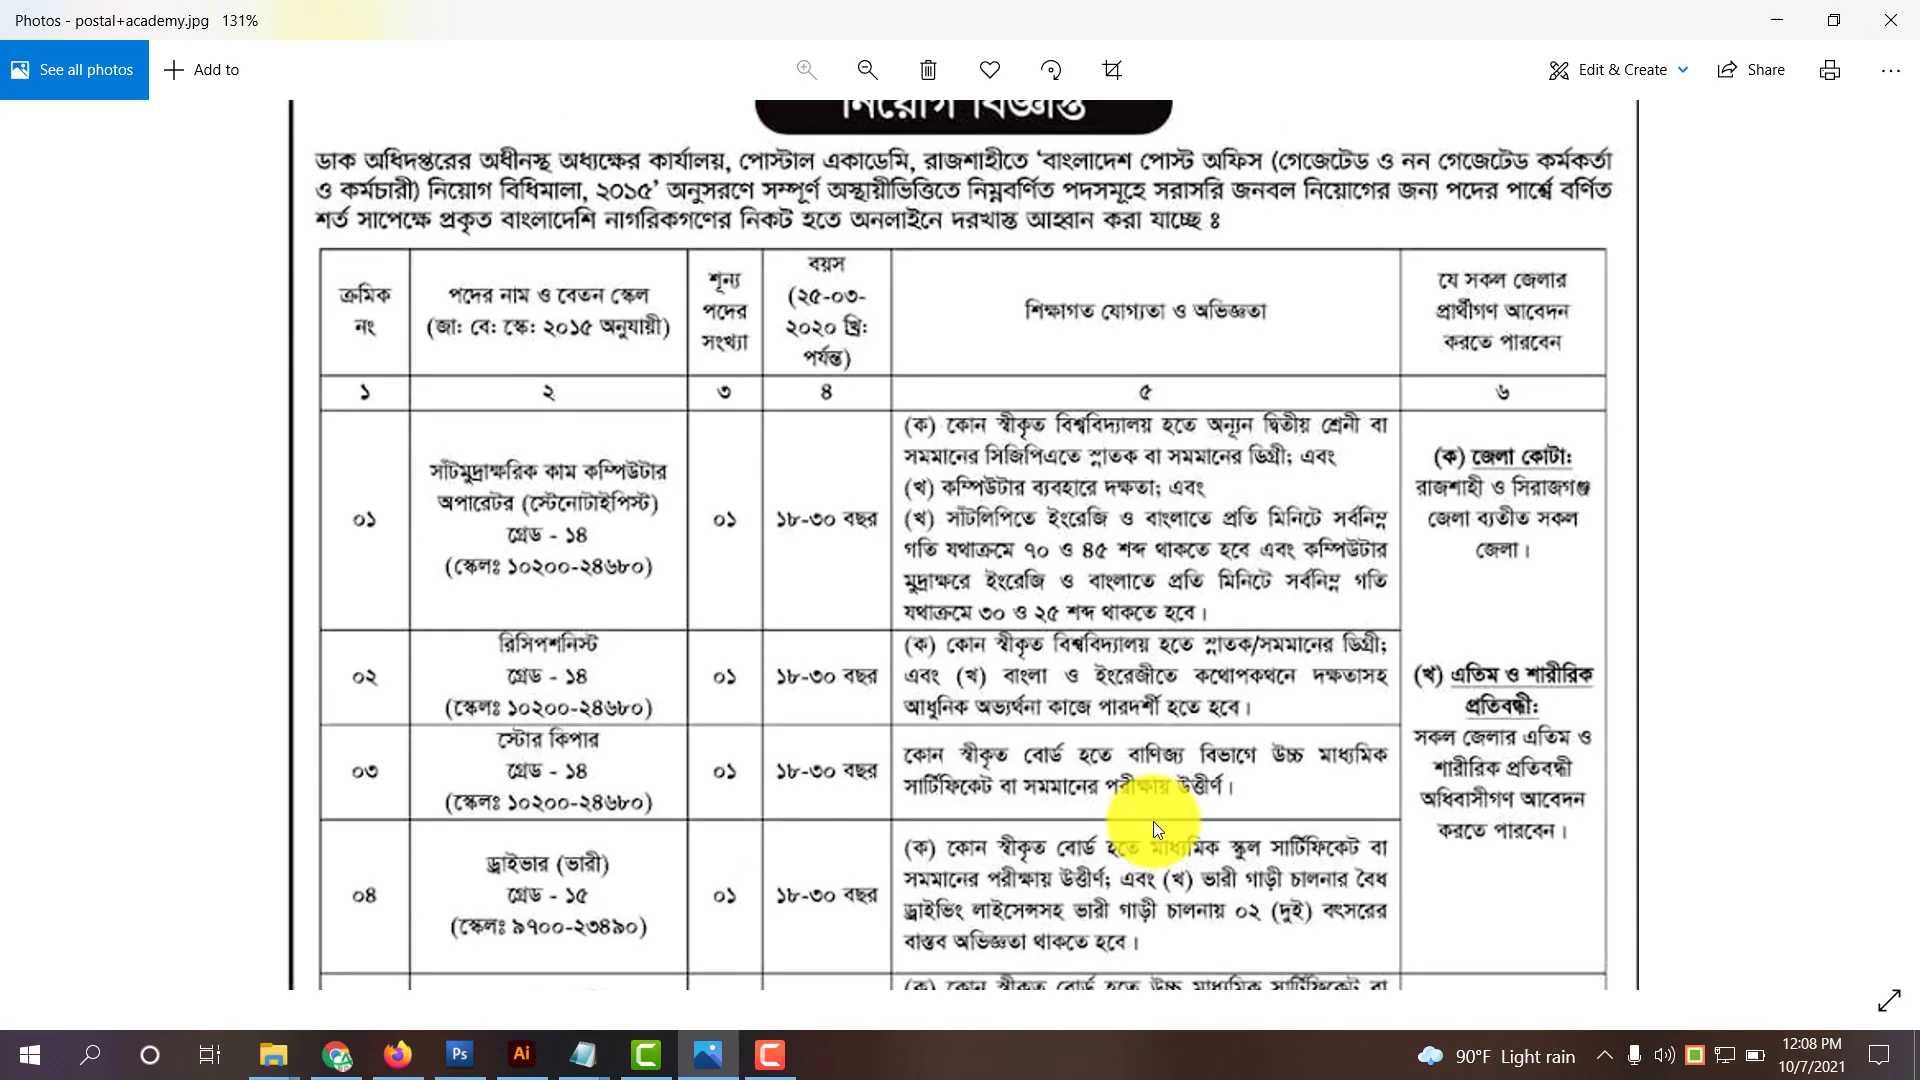 Photos - postal+academy.jpg 131%
See all photos
Add to
Edit & Create
Share
নিয়োগ বিজ্ঞপ্তি
ডাক অধিদপ্তরের অধীনস্থ অধ্যক্ষের কার্যালয়, পোস্টাল একাডেমি, রাজশাহীতে ‘বাংলাদেশ পোস্ট অফিস (গেজেটেড ও নন গেজেটেড কর্মকর্তা
ও কর্মচারী) নিয়োগ বিধিমালা, ২০১৫’ অনুসরণে সম্পূর্ণ অস্থায়ীভিত্তিতে নিম্নবর্ণিত পদসমূহে সরাসরি জনবল নিয়োগের জন্য পদের পার্শ্বে বর্ণিত
শর্ত সাপেক্ষে প্রকৃত বাংলাদেশি নাগরিকগণের নিকট হতে অনলাইনে দরখাস্ত আহ্বান করা যাচ্ছে ঃ
ক্রমিক
নং
পদের নাম ও বেতন স্কেল
(জা: বে: স্কে: ২০১৫ অনুযায়ী)
শূন্য
পদের
সংখ্যা
বয়স
(২৫-০৩-
২০২০ খ্রি:
পর্যন্ত)
শিক্ষাগত যোগ্যতা ও অভিজ্ঞতা
যে সকল জেলার
প্রার্থীগণ আবেদন
করতে পারবেন
১ ২ ৩ ৪ ৫ ৬
০১
সাঁটমুদ্রাক্ষরিক কাম কম্পিউটার
অপারেটর (স্টেনোটাইপিস্ট)
গ্রেড - ১৪
(স্কেলঃ ১০২০০-২৪৬৮০)
০১
১৮-৩০ বছর
(ক) কোন স্বীকৃত বিশ্ববিদ্যালয় হতে অন্যূন দ্বিতীয় শ্রেনী বা
সমমানের সিজিপিএতে স্নাতক বা সমমানের ডিগ্রী; এবং
(খ) কম্পিউটার ব্যবহারে দক্ষতা; এবং
(খ) সাঁটলিপিতে ইংরেজি ও বাংলাতে প্রতি মিনিটে সর্বনিম্ন
গতি যথাক্রমে ৭০ ও ৪৫ শব্দ থাকতে হবে এবং কম্পিউটার
মুদ্রাক্ষরে ইংরেজি ও বাংলাতে প্রতি মিনিটে সর্বনিম্ন গতি
যথাক্রমে ৩০ ও ২৫ শব্দ থাকতে হবে।
(ক) জেলা কোটা:
রাজশাহী ও সিরাজগঞ্জ
জেলা ব্যতীত সকল
জেলা।
০২
রিসিপশনিস্ট
গ্রেড - ১৪
(স্কেলঃ ১০২০০-২৪৬৮০)
০১
১৮-৩০ বছর
(ক) কোন স্বীকৃত বিশ্ববিদ্যালয় হতে স্নাতক/সমমানের ডিগ্রী;
এবং (খ) বাংলা ও ইংরেজীতে কথোপকথনে দক্ষতাসহ
আধুনিক অভ্যর্থনা কাজে পারদর্শী হতে হবে।
(খ) এতিম ও শারীরিক
প্রতিবন্ধী:
সকল জেলার এতিম ও
শারীরিক প্রতিবন্ধী
অধিবাসীগণ আবেদন
করতে পারবেন।
০৩
স্টোর কিপার
গ্রেড - ১৪
(স্কেলঃ ১০২০০-২৪৬৮০)
০১
১৮-৩০ বছর
কোন স্বীকৃত বোর্ড হতে বাণিজ্য বিভাগে উচ্চ মাধ্যমিক
সার্টিফিকেট বা সমমানের পরীক্ষায় উত্তীর্ণ।
০৪
ড্রাইভার (ভারী)
গ্রেড - ১৫
(স্কেলঃ ৯৭০০-২৩৪৯০)
০১
১৮-৩০ বছর
(ক) কোন স্বীকৃত বোর্ড হতে মাধ্যমিক স্কুল সার্টিফিকেট বা
সমমানের পরীক্ষায় উত্তীর্ণ; এবং (খ) ভারী গাড়ী চালনার বৈধ
ড্রাইভিং লাইসেন্সসহ ভারী গাড়ী চালনায় ০২ (দুই) বৎসরের
বাস্তব অভিজ্ঞতা থাকতে হবে।
(ক) কোন স্বীকৃত বোর্ড হতে উচ্চ মাধ্যমিক সার্টিফিকেট বা
Ps
Ai
90°F Light rain
12:08 PM
10/7/2021